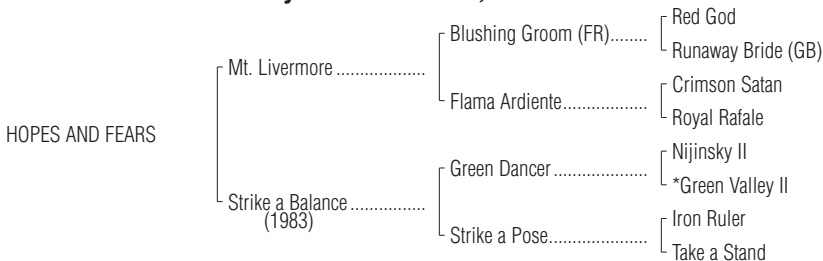 Red God
Blushing Groom (FR)........
Runaway Bride (GB)
Mt. Livermore ...................
Crimson Satan
Flama Ardiente...................
Royal Rafale
HOPES AND FEARS
Nijinsky II
Green Dancer .....................
*Green Valley II
Strike a Balance ................
(1983)
Iron Ruler
Strike a Pose......................
Take a Stand